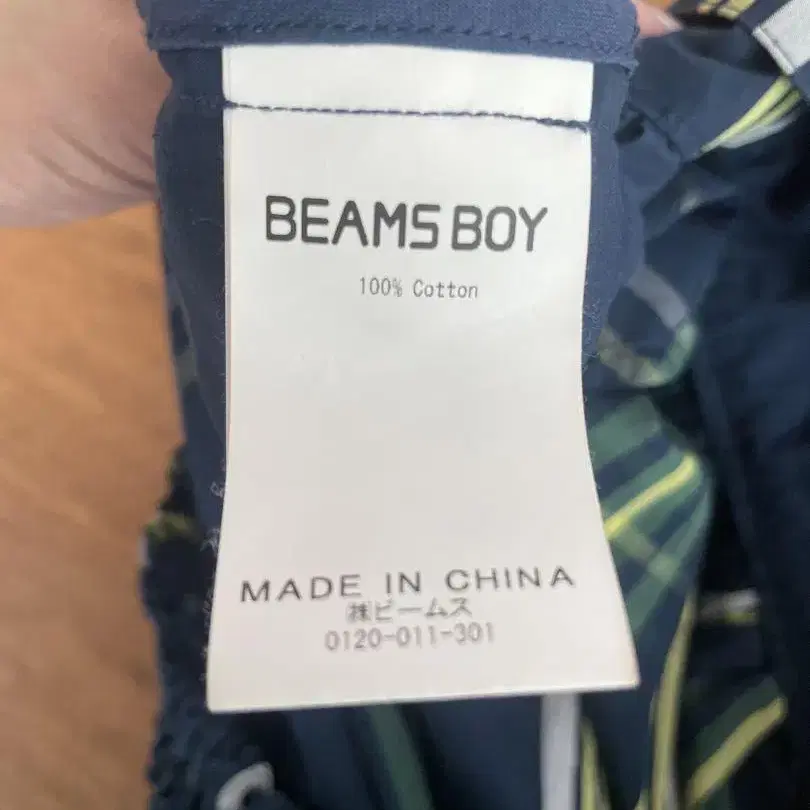 BEAMS BOY
100% Cotton
MADE IN CHINA
㈱ビームス
0120-011-301